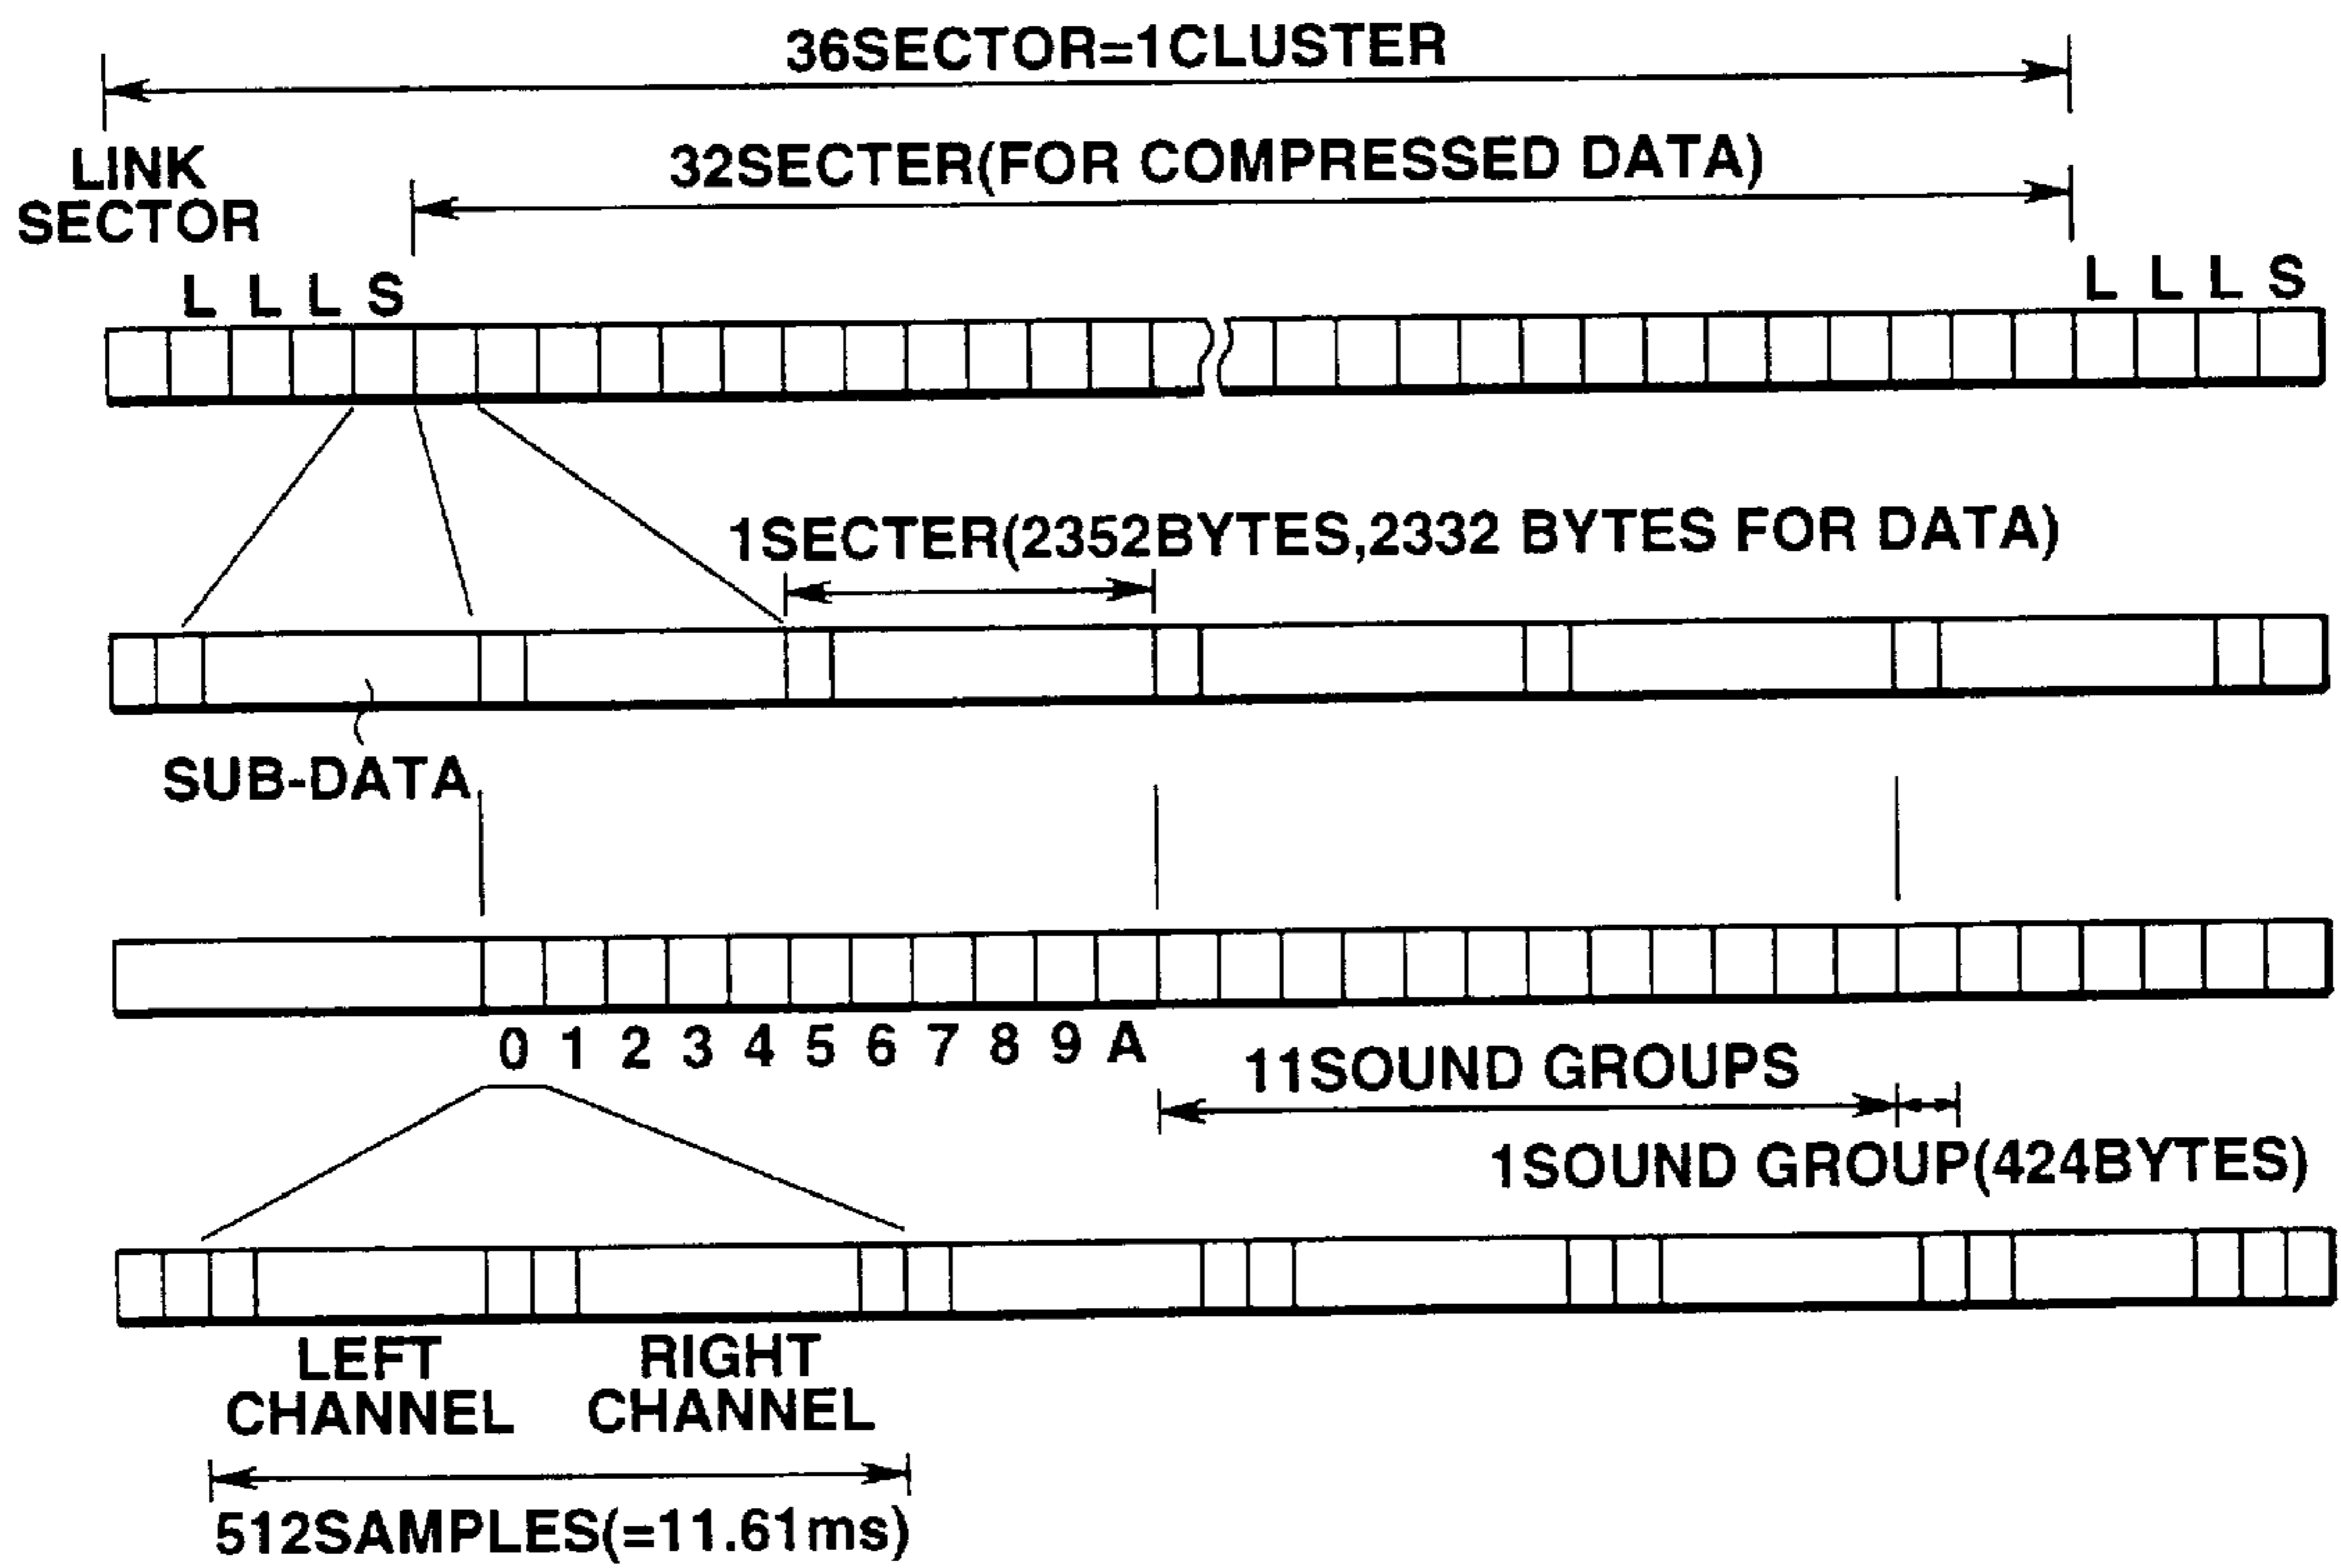 36SECTOR=1CLUSTER
32SECTER(FOR COMPRESSED DATA)
LINK
SECTOR
L L L S
L L L S
1SECTER(2352BYTES,2332 BYTES FOR DATA)
SUB-DATA
0 1 2 3 4 5 6 7 8 9 A
11SOUND GROUPS
1SOUND GROUP(424BYTES)
LEFT
CHANNEL
RIGHT
CHANNEL
512SAMPLES(=11.61ms)